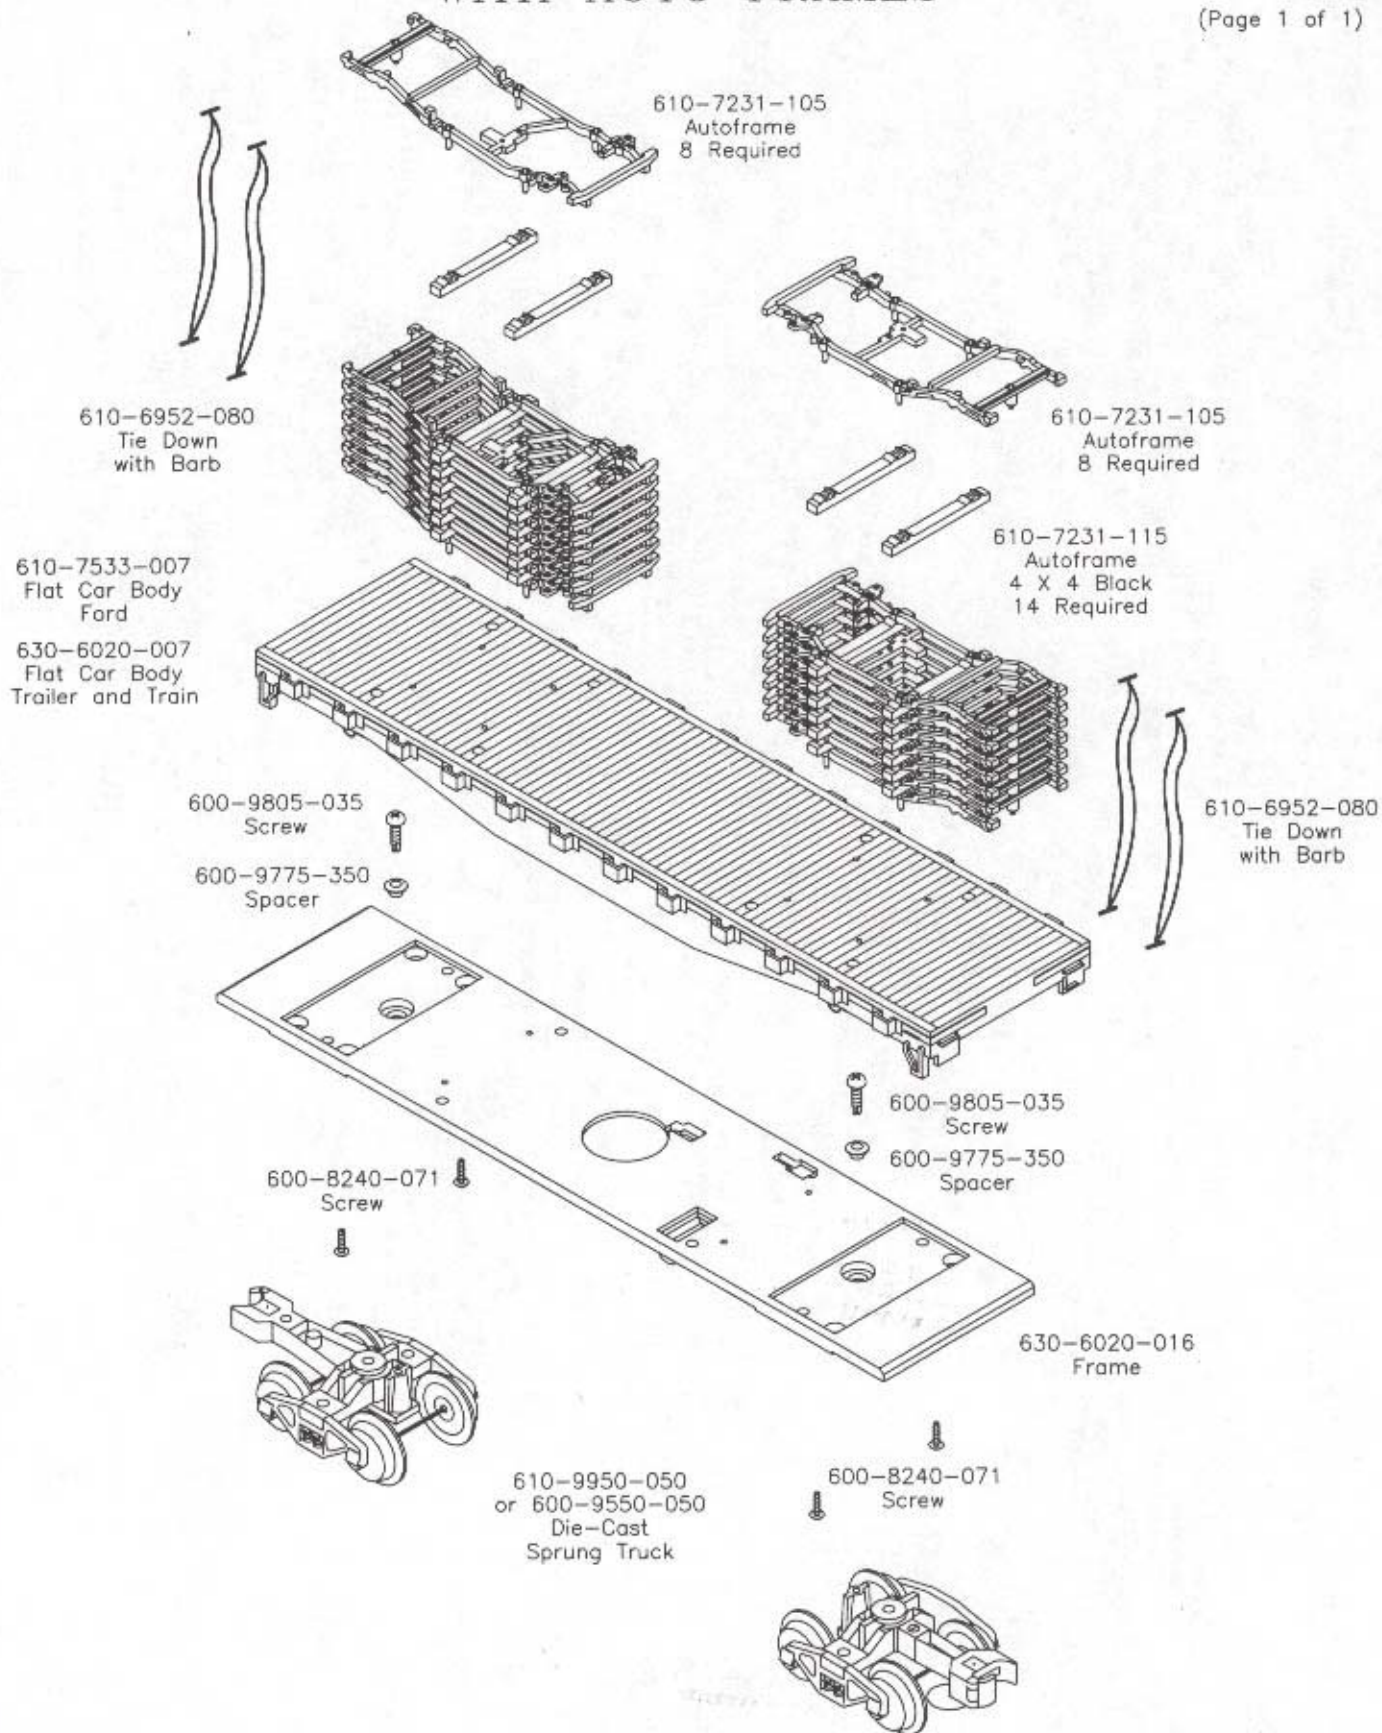 WITH AUTO FRAMES
(Page 1 of 1)
610-7231-105
Autoframe
8 Required
610-6952-080
Tie Down
with Barb
610-7231-105
Autoframe
8 Required
610-7231-115
Autoframe
4 X 4 Black
14 Required
610-7533-007
Flat Car Body
Ford
630-6020-007
Flat Car Body
Trailer and Train
600-9805-035
Screw
600-9775-350
Spacer
610-6952-080
Tie Down
with Barb
600-9805-035
Screw
600-9775-350
Spacer
600-8240-071
Screw
630-6020-016
Frame
610-9950-050
or 600-9550-050
Die-Cast
Sprung Truck
600-8240-071
Screw